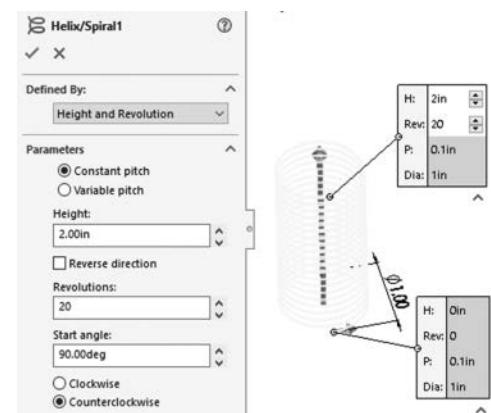 Helix/Spiral1
Defined By:
Height and Revolution
Parameters
Constant pitch
Variable pitch
Height:
2.00in
Reverse direction
Revolutions:
20
Start angle:
90.00deg
Clockwise
Counterclockwise
H: 2in
Rev: 20
P: 0.1in
Dia: 1in
Ø1.00
H: 0in
Rev: 0
P: 0.1in
Dia: 1in